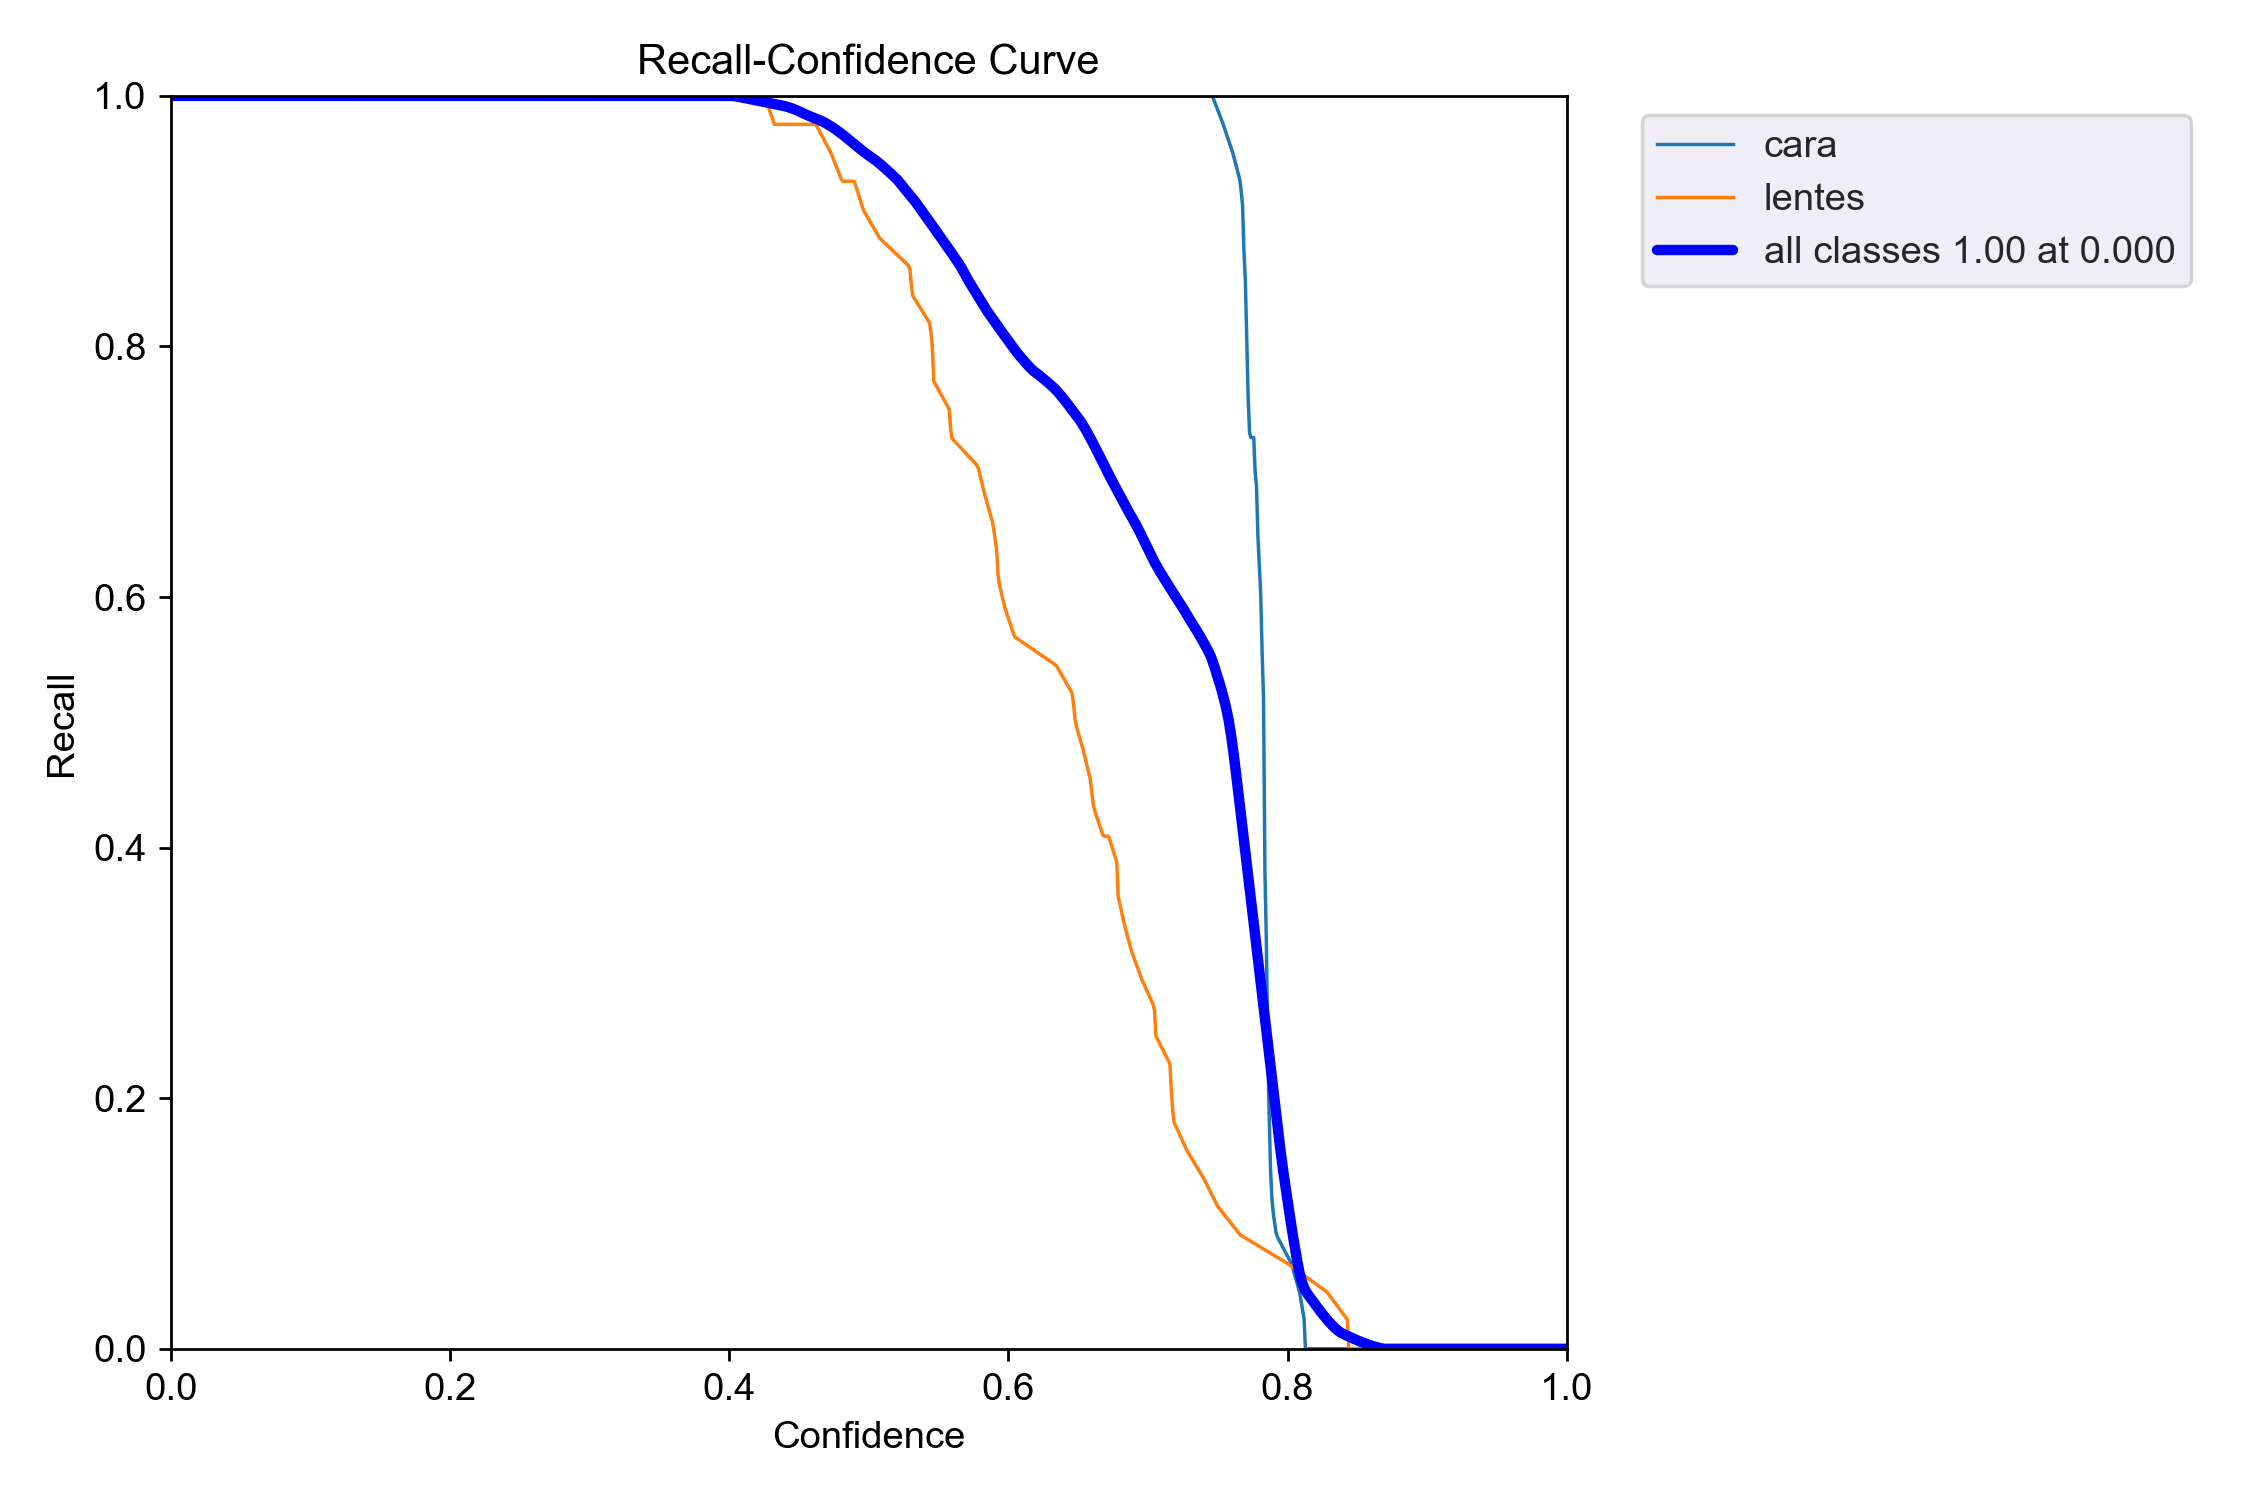 Recall-Confidence Curve
1.0
0.8
0.6
0.4
0.2
0.0
Recall
0.0 0.2 0.4 0.6 0.8 1.0
Confidence
cara
lentes
all classes 1.00 at 0.000